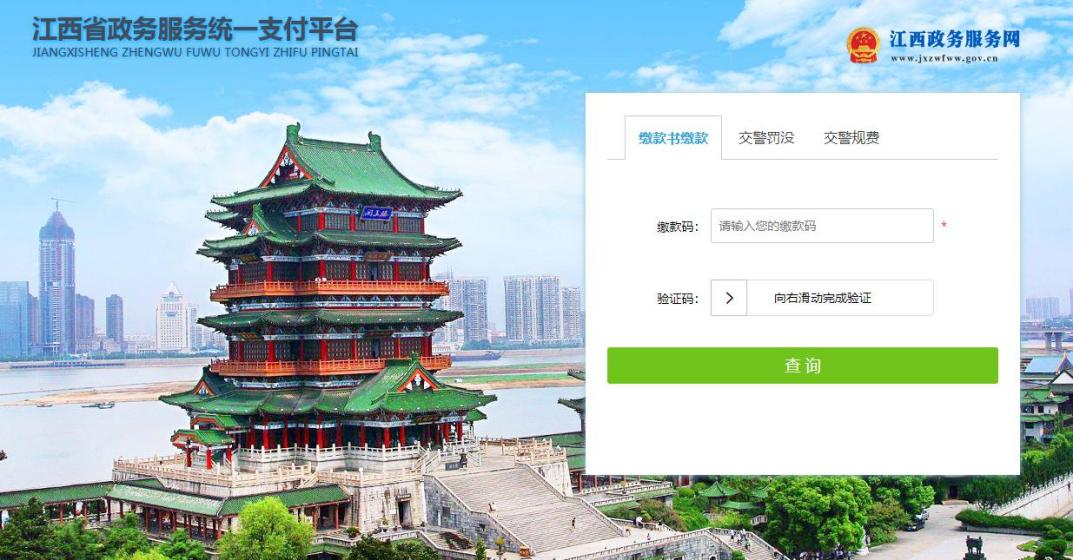 江西省政务服务统一支付平台
JIANGXISHENG ZHENGWU FUWU TONGYI ZHIFU PINGTAI
江西政务服务网
www.jxzwfww.gov.cn
缴款书缴款 交警罚没 交警规费
缴款码： 请输入您的缴款码 *
验证码： > 向右滑动完成验证
查 询